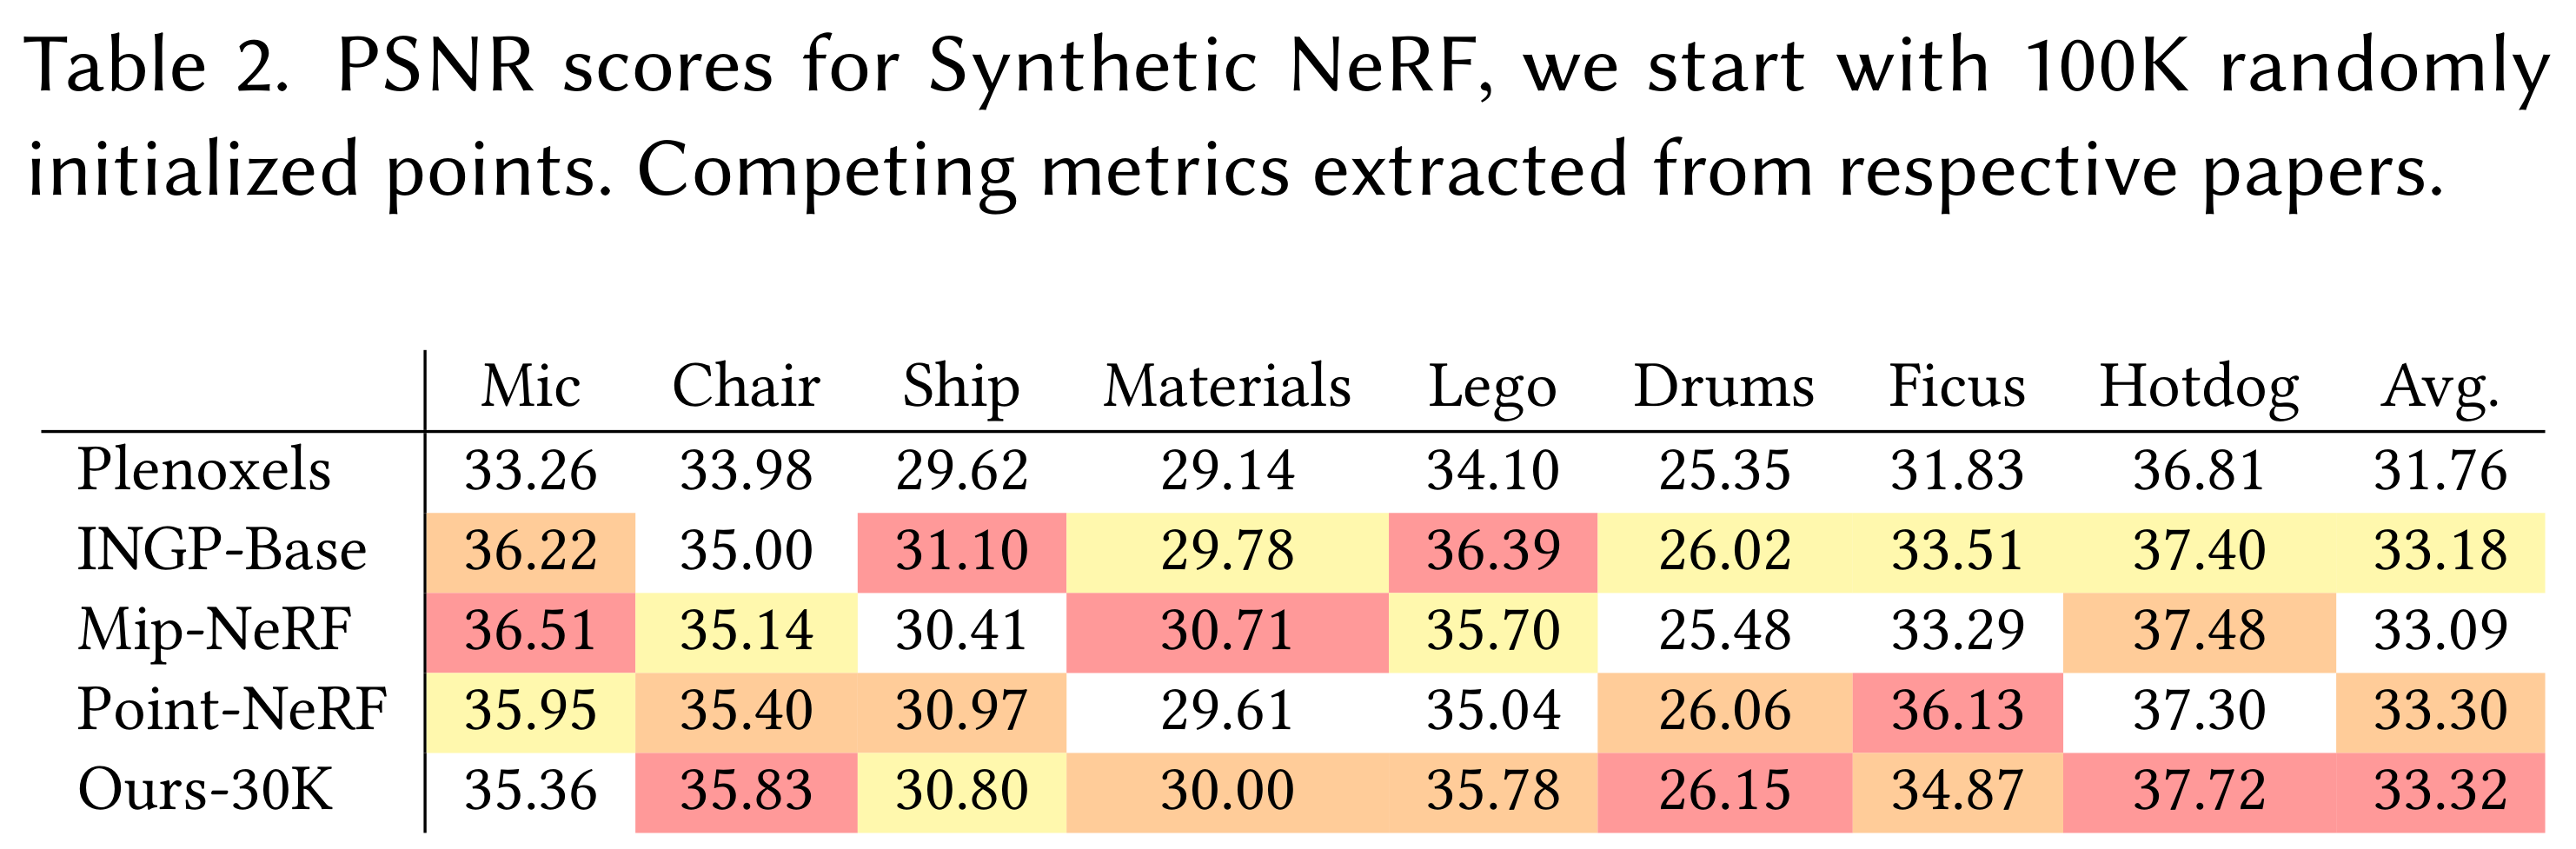 Table 2. PSNR scores for Synthetic NeRF, we start with 100K randomly
initialized points. Competing metrics extracted from respective papers.
Mic Chair Ship Materials Lego Drums Ficus Hotdog Avg.
Plenoxels 33.26 33.98 29.62 29.14 34.10 25.35 31.83 36.81 31.76
INGP-Base 36.22 35.00 31.10 29.78 36.39 26.02 33.51 37.40 33.18
Mip-NeRF 36.51 35.14 30.41 30.71 35.70 25.48 33.29 37.48 33.09
Point-NeRF 35.95 35.40 30.97 29.61 35.04 26.06 36.13 37.30 33.30
Ours-30K 35.36 35.83 30.80 30.00 35.78 26.15 34.87 37.72 33.32